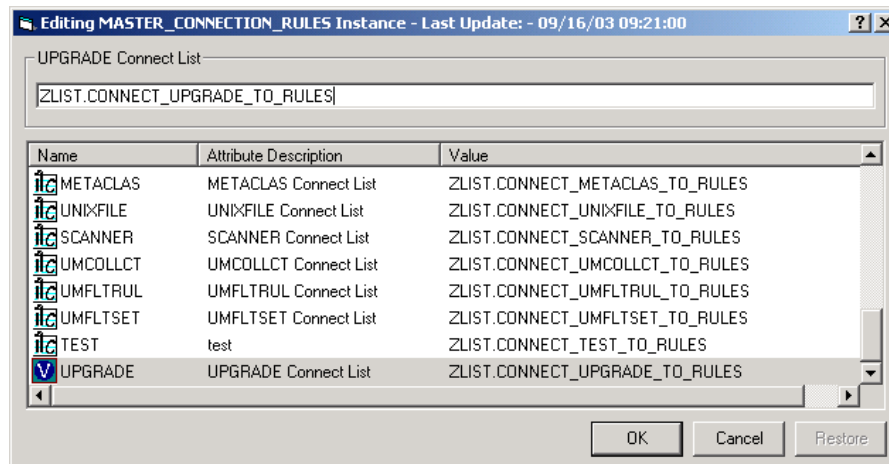 Editing MASTER_CONNECTION_RULES Instance - Last Update: - 09/16/03 09:21:00
UPGRADE Connect List
ZLIST.CONNECT_UPGRADE_TO_RULES
Name Attribute Description Value
METACLAS METACLAS Connect List ZLIST.CONNECT_METACLAS_TO_RULES
UNIXFILE UNIXFILE Connect List ZLIST.CONNECT_UNIXFILE_TO_RULES
SCANNER SCANNER Connect List ZLIST.CONNECT_SCANNER_TO_RULES
UMCOLLCT UMCOLLCT Connect List ZLIST.CONNECT_UMCOLLCT_TO_RULES
UMFLTRUL UMFLTRUL Connect List ZLIST.CONNECT_UMFLTRUL_TO_RULES
UMFLTSET UMFLTSET Connect List ZLIST.CONNECT_UMFLTSET_TO_RULES
TEST test ZLIST.CONNECT_TEST_TO_RULES
V UPGRADE UPGRADE Connect List ZLIST.CONNECT_UPGRADE_TO_RULES
OK Cancel Restore